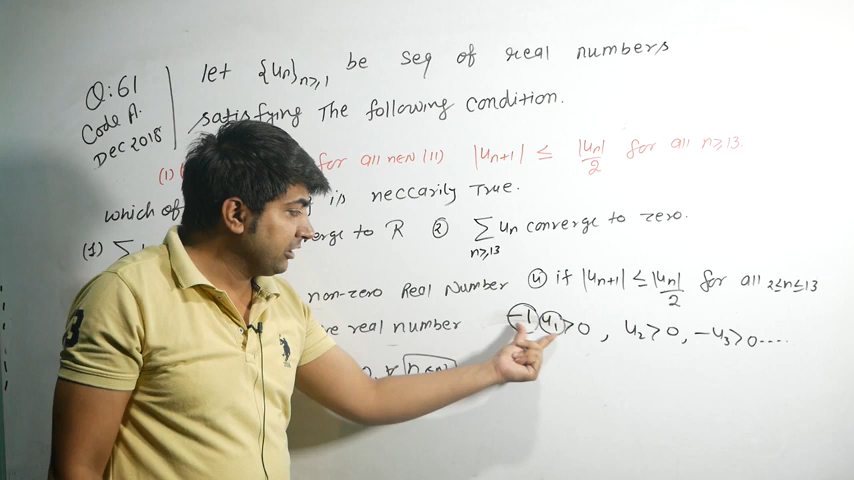 Q:61
Code A.
Dec 2018
let {un}n≥1 be seq of real numbers
satisfying The following condition.
(1) for all n∈N (11) |un+1| ≤ |un|/2 for all n≥13.
which of is neccarily True.
(1) Σ erge to R ② Σ un converge to zero.
n≥13
non-zero Real Number ④ if |un+1| ≤ |un|/2 for all 2≤n≤13
real number
-1 u1>0, u2>0, -u3>0....
3